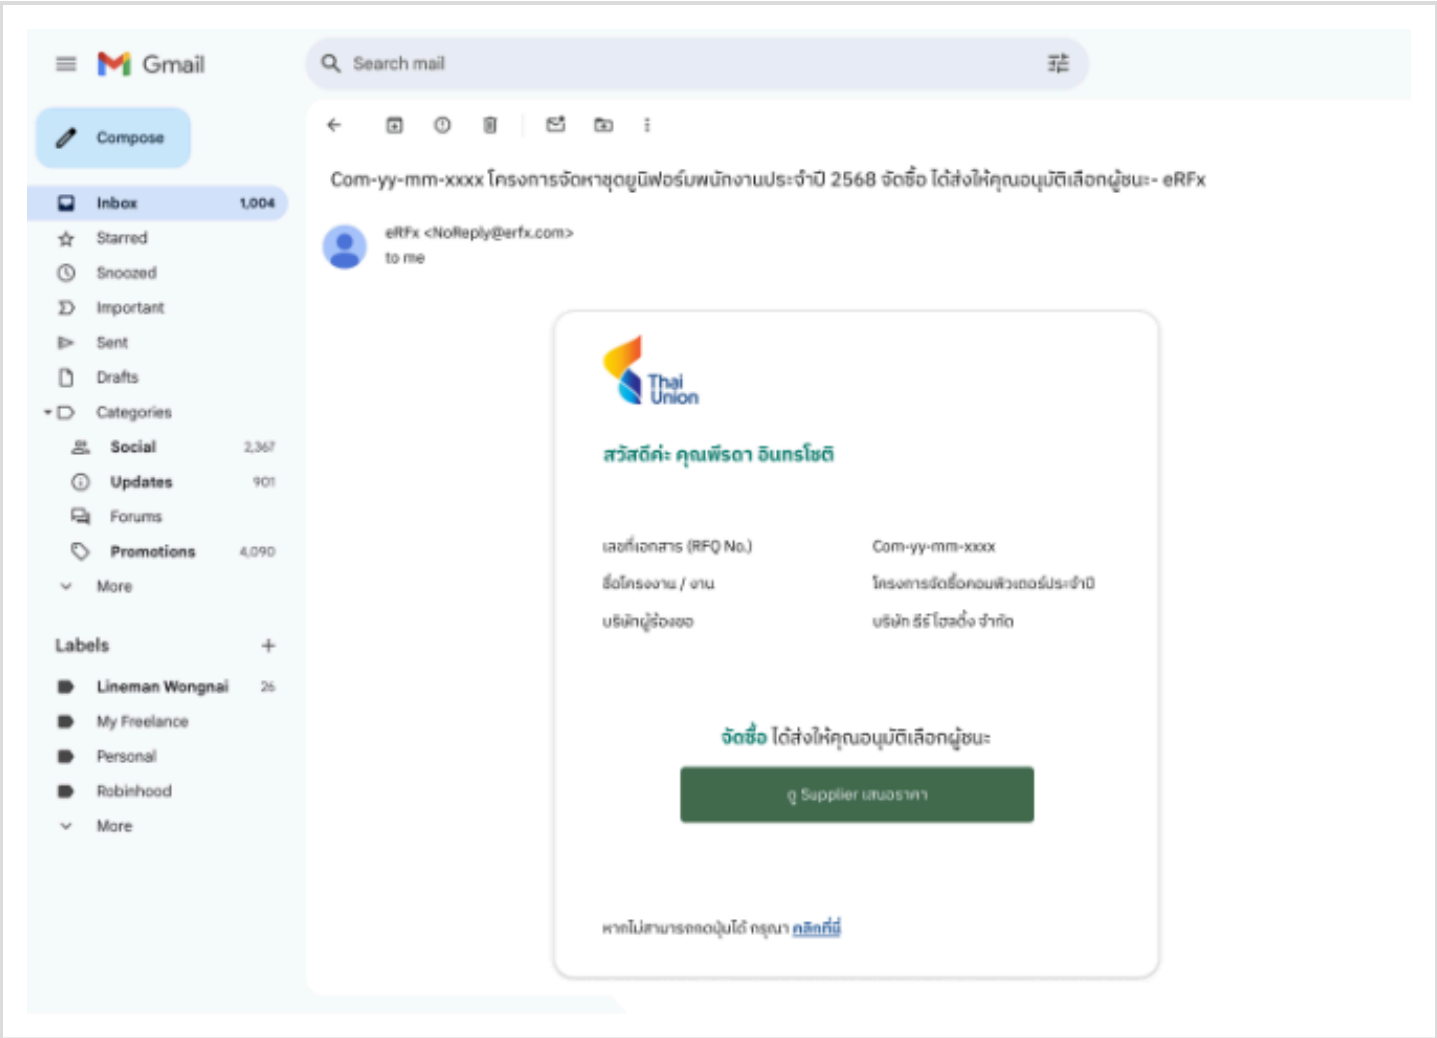 Gmail
Search mail
Compose
Inbox 1,004
Starred
Snoozed
Important
Sent
Drafts
Categories
Social 2,367
Updates 901
Forums
Promotions 4,090
More
Labels +
Lineman Wongnai 26
My Freelance
Personal
Robinhood
More
Com-yy-mm-xxxx โครงการจัดหาชุดยูนิฟอร์มพนักงานประจำปี 2568 จัดซื้อ ได้ส่งให้คุณอนุมัติเลือกผู้ชนะ- eRFx
eRFx <NoReply@erfx.com>
to me
Thai
Union
สวัสดีค่ะ คุณพีรดา อินทรโชติ
เลขที่เอกสาร (RFQ No.) Com-yy-mm-xxxx
ชื่อโครงงาน / งาน โครงการจัดซื้อคอมพิวเตอร์ประจำปี
บริษัทผู้ร้องขอ บริษัท ธีร์ โฮลดิ้ง จำกัด
จัดซื้อ ได้ส่งให้คุณอนุมัติเลือกผู้ชนะ
ดู Supplier เสนอราคา
หากไม่สามารถกดปุ่มได้ กรุณา คลิกที่นี่